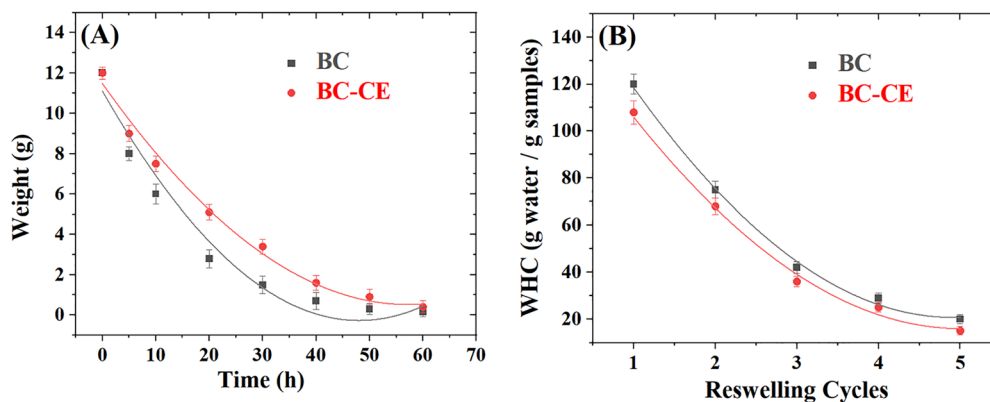 (A)
BC
BC-CE
14
12
10
8
6
4
2
0
Weight (g)
0 10 20 30 40 50 60 70
Time (h)
(B)
BC
BC-CE
140
120
100
80
60
40
20
WHC (g water / g samples)
1 2 3 4 5
Reswelling Cycles